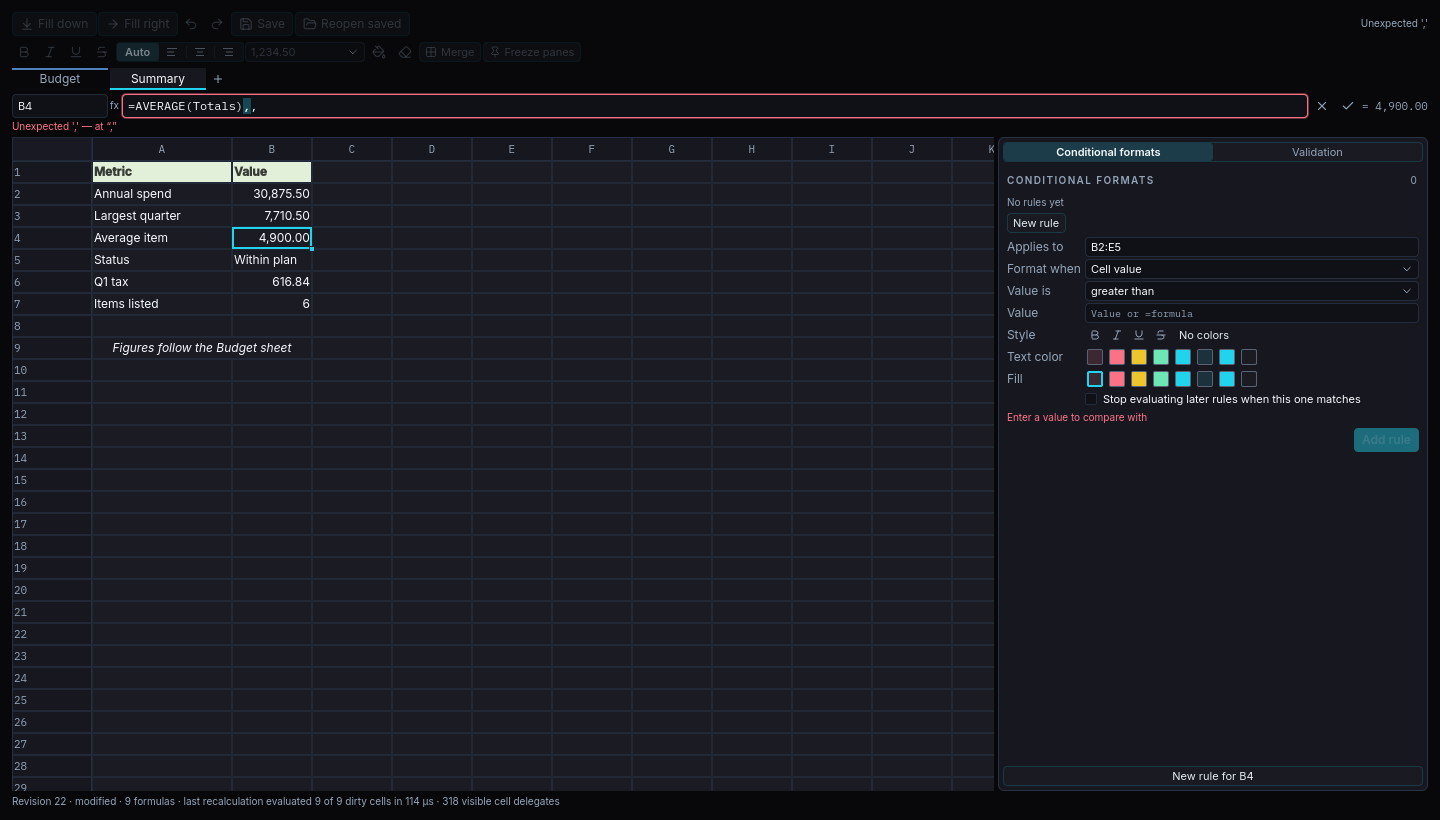 Fill down Fill right Save Reopen saved Unexpected ','
B I U S Auto 1,234.50 Merge Freeze panes
Budget Summary +
B4 fx =AVERAGE(Totals),, = 4,900.00
Unexpected ',' — at “,”
A B C D E F G H I J K
1 Metric Value
2 Annual spend 30,875.50
3 Largest quarter 7,710.50
4 Average item 4,900.00
5 Status Within plan
6 Q1 tax 616.84
7 Items listed 6
8
9 Figures follow the Budget sheet
10
11
12
13
14
15
16
17
18
19
20
21
22
23
24
25
26
27
28
29
Conditional formats Validation
CONDITIONAL FORMATS 0
No rules yet
New rule
Applies to B2:E5
Format when Cell value
Value is greater than
Value Value or =formula
Style B I U S No colors
Text color
Fill
Stop evaluating later rules when this one matches
Enter a value to compare with
Add rule
New rule for B4
Revision 22 · modified · 9 formulas · last recalculation evaluated 9 of 9 dirty cells in 114 µs · 318 visible cell delegates